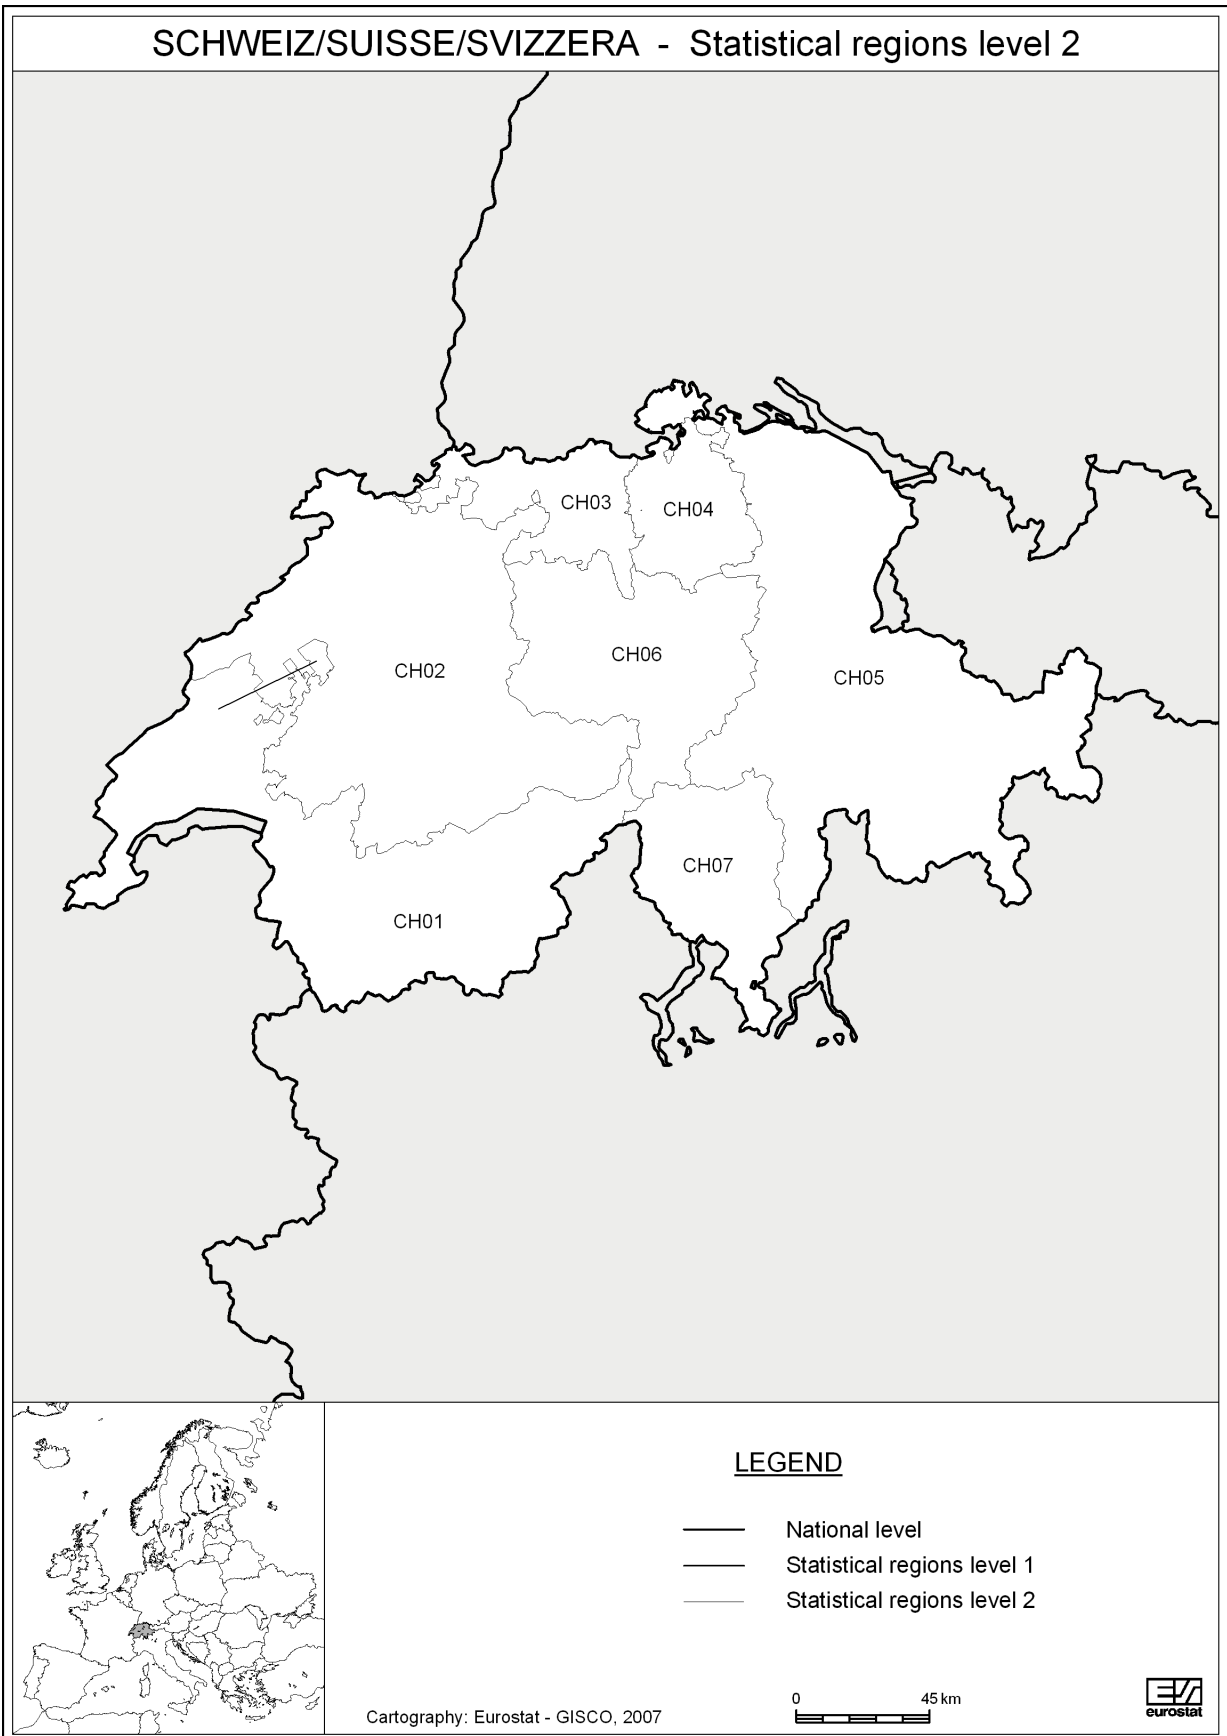 SCHWEIZ/SUISSE/SVIZZERA - Statistical regions level 2
CH03
CH04
CH06
CH02
CH05
CH07
CH01
LEGEND
National level
Statistical regions level 1
Statistical regions level 2
0 45 km
Cartography: Eurostat - GISCO, 2007
eurostat